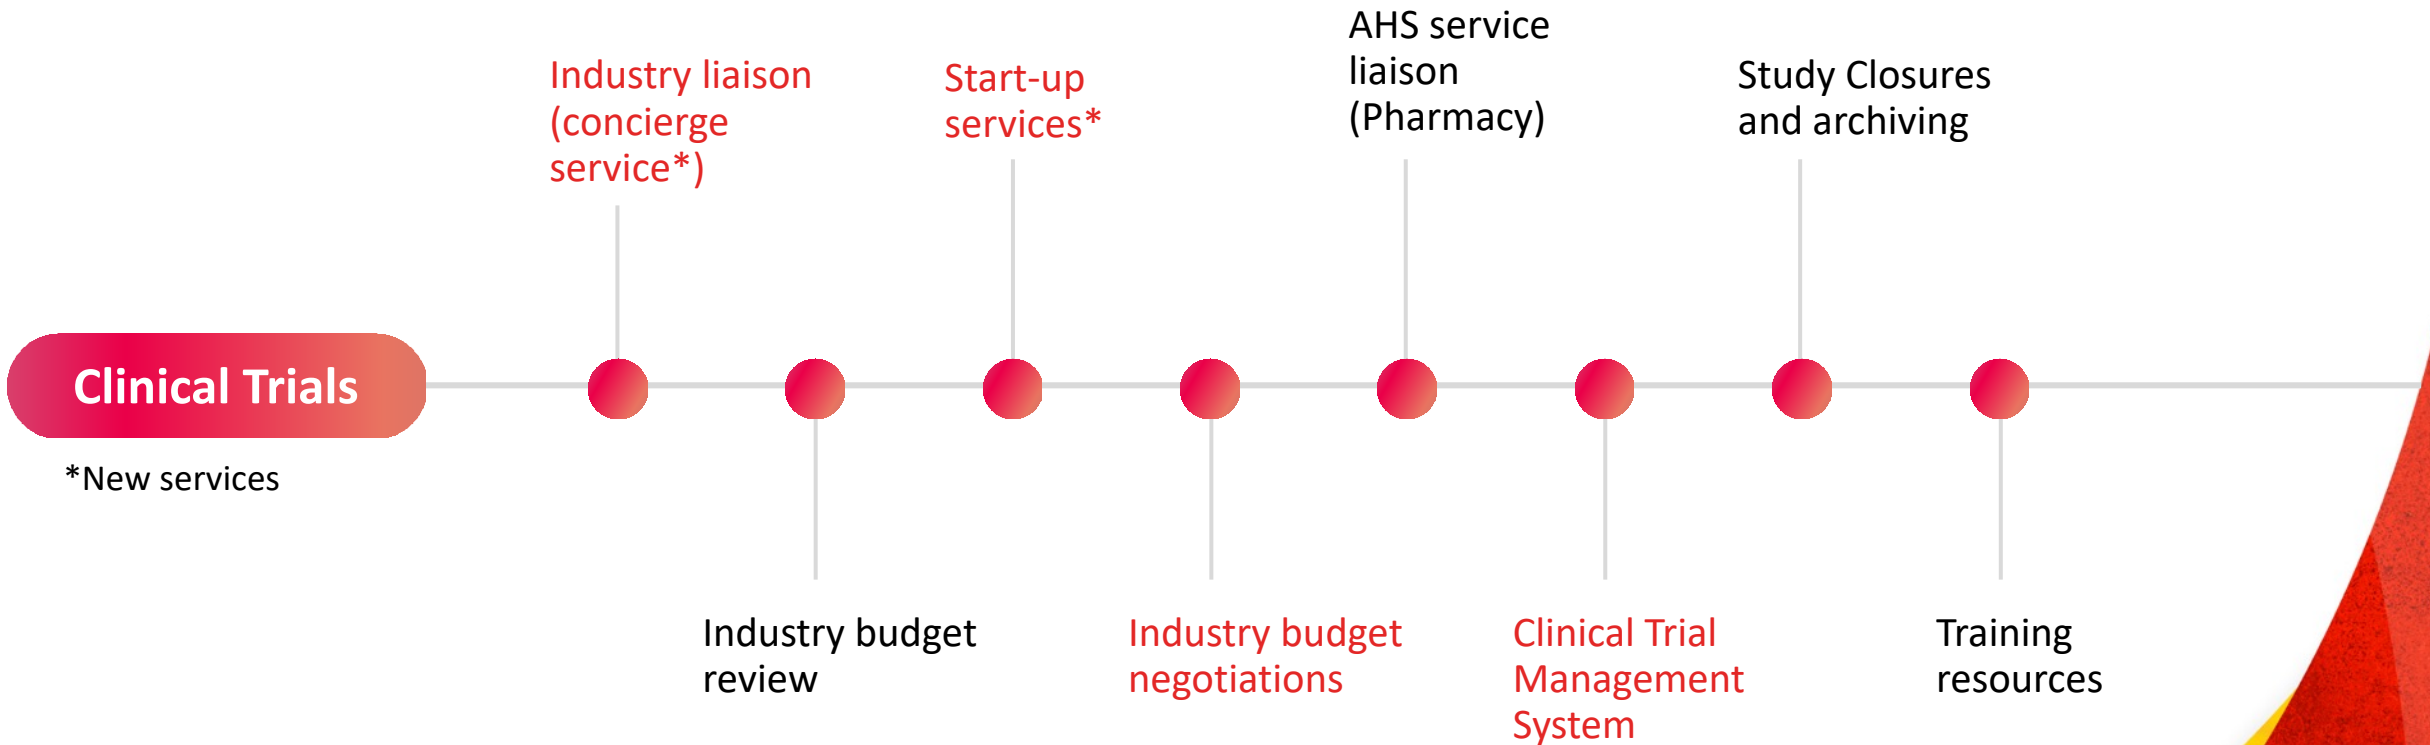 Clinical Trials
*New services
Industry liaison
(concierge
service*)
Industry budget
review
Start-up
services*
Industry budget
negotiations
AHS service
liaison
(Pharmacy)
Clinical Trial
Management
System
Study Closures
and archiving
Training
resources